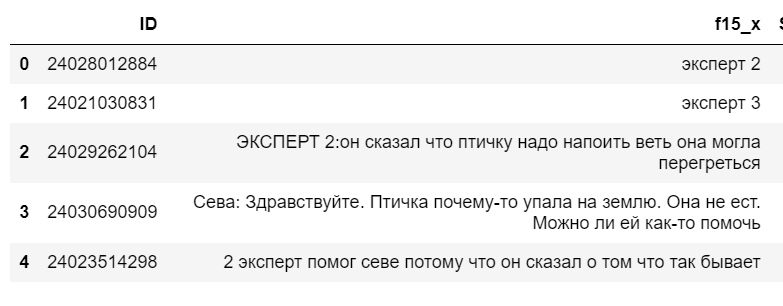 ID f15_x
0 24028012884 эксперт 2
1 24021030831 эксперт 3
2 24029262104 ЭКСПЕРТ 2:он сказал что птичку надо напоить веть она могла
перегреться
3 24030690909 Сева: Здравствуйте. Птичка почему-то упала на землю. Она не ест.
Можно ли ей как-то помочь
4 24023514298 2 эксперт помог севе потому что он сказал о том что так бывает